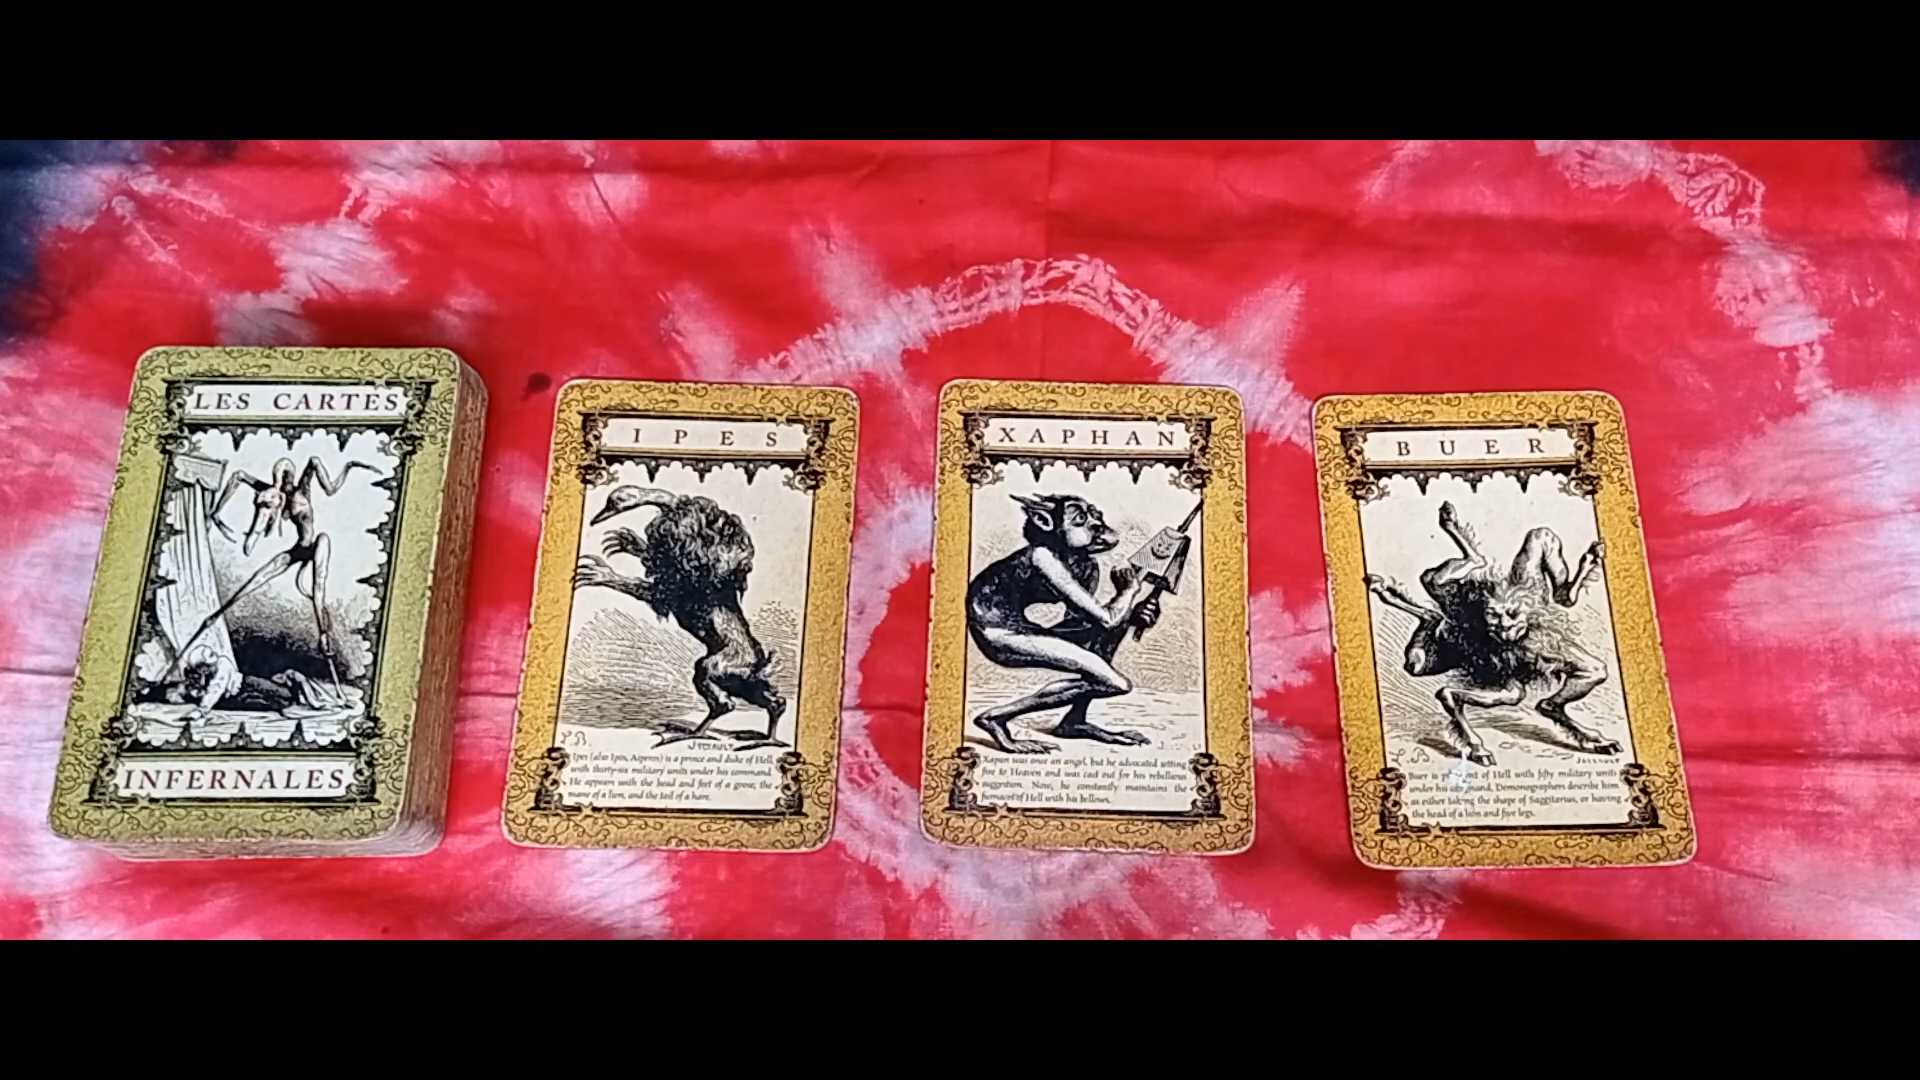 LES CARTES
INFERNALES
I P E S
L.B.
Ipes (also Ipos, Aiperos) is a prince and duke of Hell
with thirty-six military units under his command.
He appears with the head and feet of a goose, the
mane of a lion, and the tail of a hare.
XAPHAN
Xapan was once an angel, but he advocated setting
fire to Heaven and was cast out for his rebellious
suggestion. Now, he constantly maintains the
furnaces of Hell with his bellows.
B U E R
L.B.
JARRAULT
Buer is of Hell with fifty military units
under his command. Demonographers describe him
as either taking the shape of Saggitarius, or having
the head of a lion and five legs.